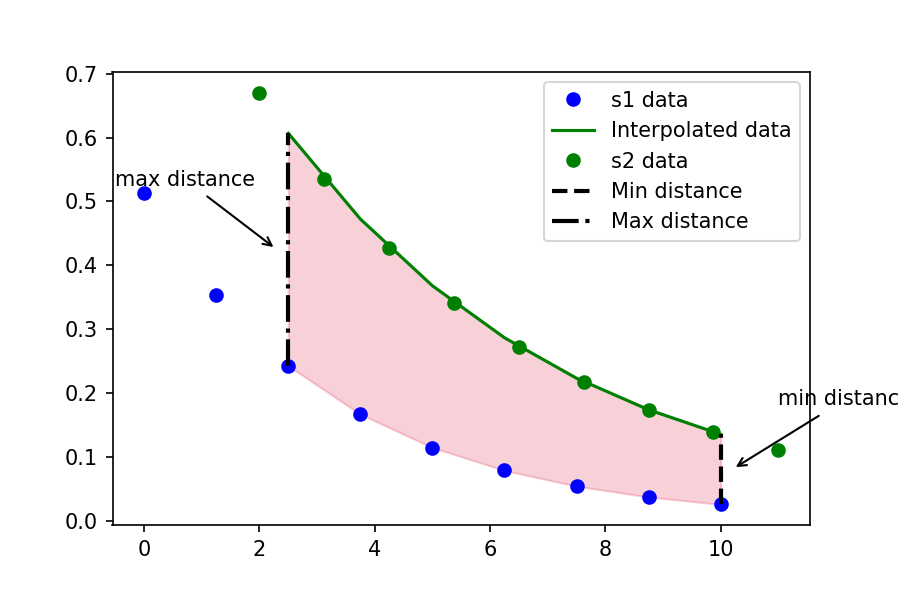 0.7
0.6
0.5
0.4
0.3
0.2
0.1
0.0
0
2
4
6
8
10
max distance
min distanc
s1 data
Interpolated data
s2 data
Min distance
Max distance